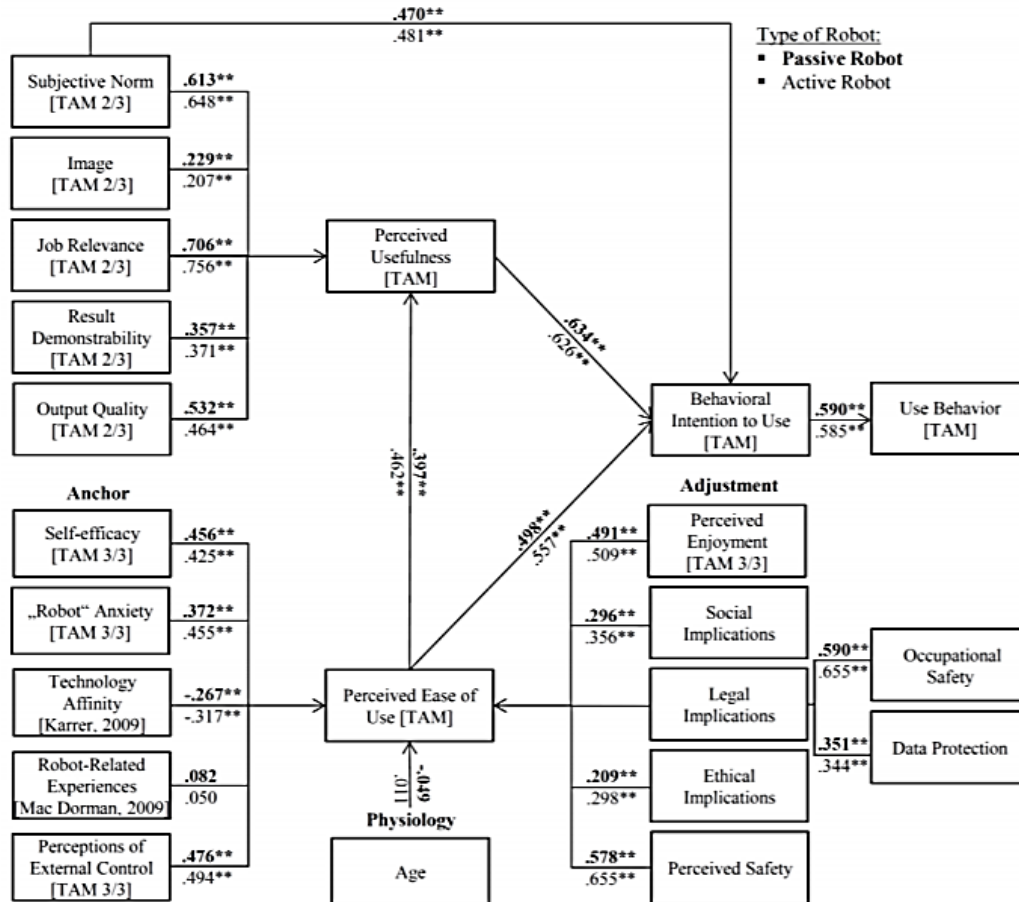 .470**
.481**
Type of Robot:
▪ Passive Robot
▪ Active Robot
Subjective Norm
[TAM 2/3]
.613**
.648**
Image
[TAM 2/3]
.229**
.207**
Job Relevance
[TAM 2/3]
.706**
.756**
Result
Demonstrability
[TAM 2/3]
.357**
.371**
Output Quality
[TAM 2/3]
.532**
.464**
Perceived
Usefulness
[TAM]
.634**
.626**
Behavioral
Intention to Use
[TAM]
.590**
.585**
Use Behavior
[TAM]
.397**
.462**
.498**
.557**
Anchor
Self-efficacy
[TAM 3/3]
.456**
.425**
„Robot“ Anxiety
[TAM 3/3]
.372**
.455**
Technology
Affinity
[Karrer, 2009]
-.267**
-.317**
Robot-Related
Experiences
[Mac Dorman, 2009]
.082
.050
Perceptions of
External Control
[TAM 3/3]
.476**
.494**
Perceived Ease of
Use [TAM]
-.049
.011
Physiology
Age
Adjustment
.491**
.509**
Perceived
Enjoyment
[TAM 3/3]
.296**
.356**
Social
Implications
Legal
Implications
.590**
.655**
Occupational
Safety
.351**
.344**
Data Protection
.209**
.298**
Ethical
Implications
.578**
.655**
Perceived Safety